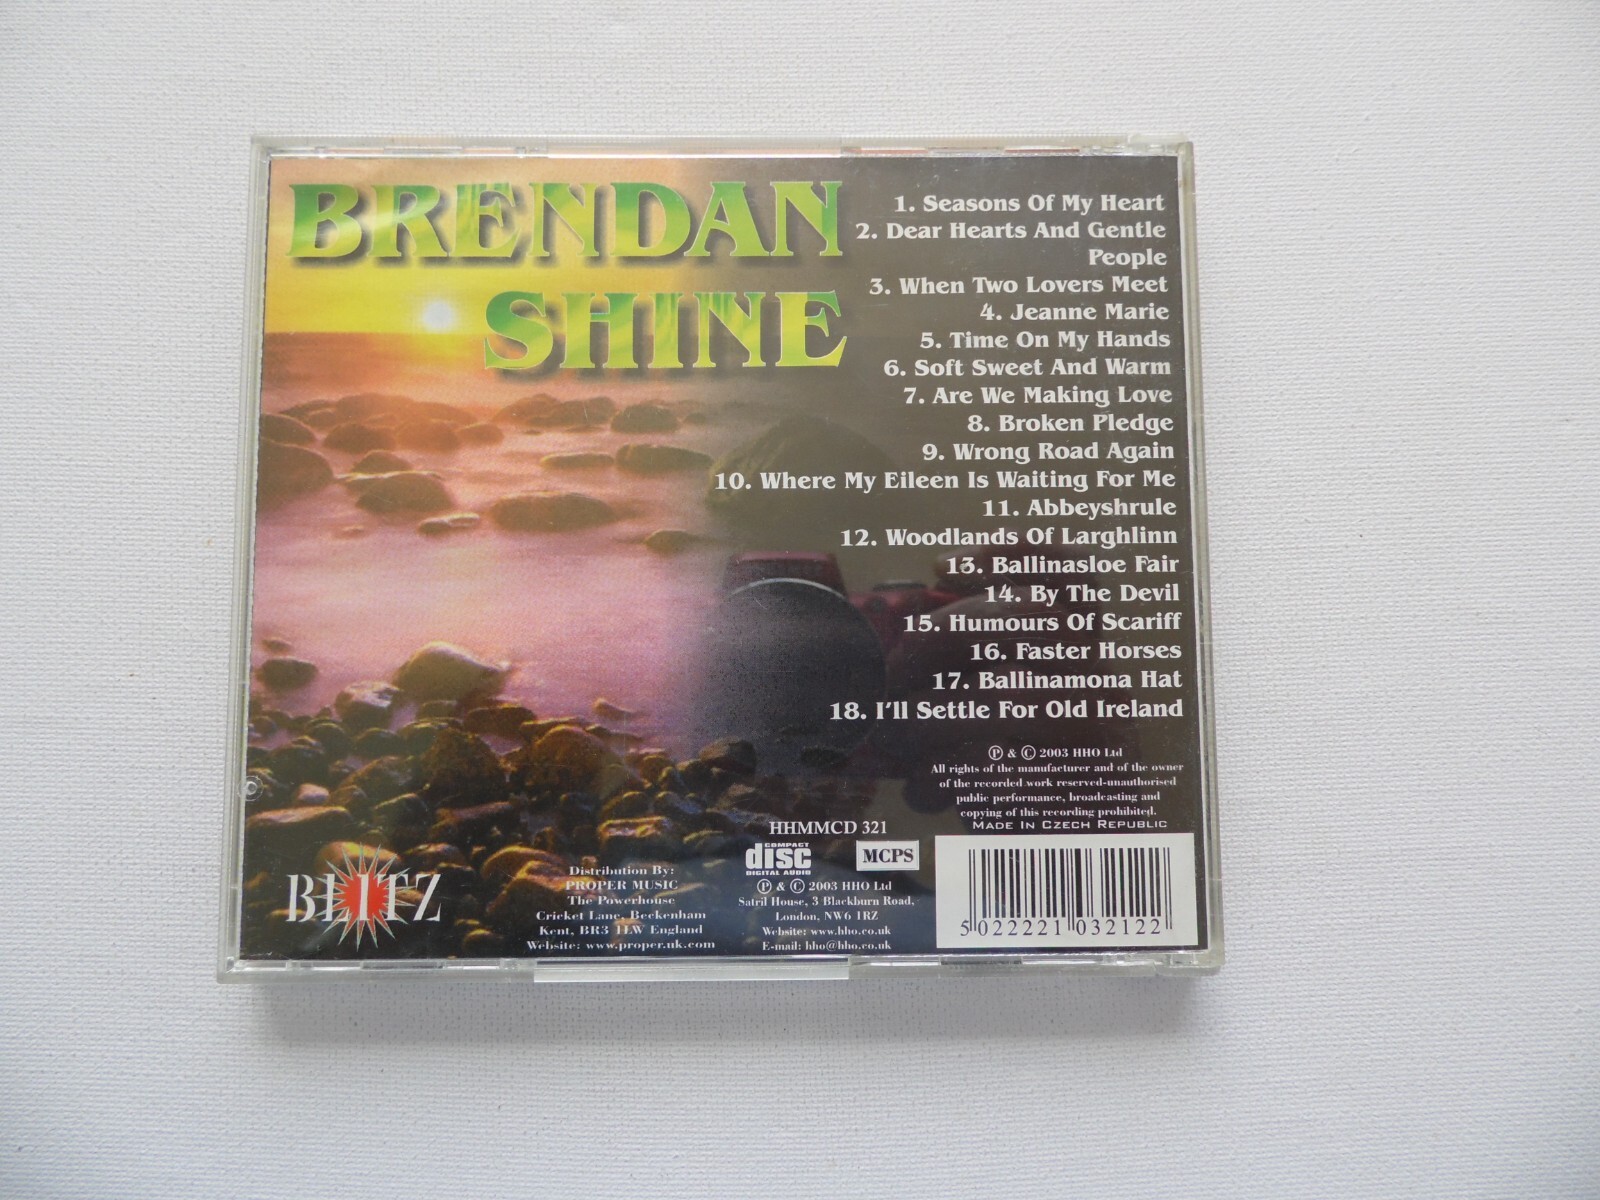 BRENDAN
SHINE
1. Seasons Of My Heart
2. Dear Hearts And Gentle
People
3. When Two Lovers Meet
4. Jeanne Marie
5. Time On My Hands
6. Soft Sweet And Warm
7. Are We Making Love
8. Broken Pledge
9. Wrong Road Again
10. Where My Eileen Is Waiting For Me
11. Abbeyshrule
12. Woodlands Of Larghlinn
13. Ballinasloe Fair
14. By The Devil
15. Humours Of Scariff
16. Faster Horses
17. Ballinamona Hat
18. I'll Settle For Old Ireland
Ⓟ & Ⓒ 2003 HHO Ltd
All rights of the manufacturer and of the owner
of the recorded work reserved-unauthorised
public performance, broadcasting and
copying of this recording prohibited.
MADE IN CZECH REPUBLIC
BLITZ
Distribution By:
PROPER MUSIC
The Powerhouse
Cricket Lane, Beckenham
Kent, BR3 1LW England
Website: www.proper.uk.com
HHMMCD 321
COMPACT
disc
DIGITAL AUDIO
MCPS
Ⓟ & Ⓒ 2003 HHO Ltd
Satril House, 3 Blackburn Road,
London, NW6 1RZ
Website: www.hho.co.uk
E-mail: hho@hho.co.uk
5 022221 032122